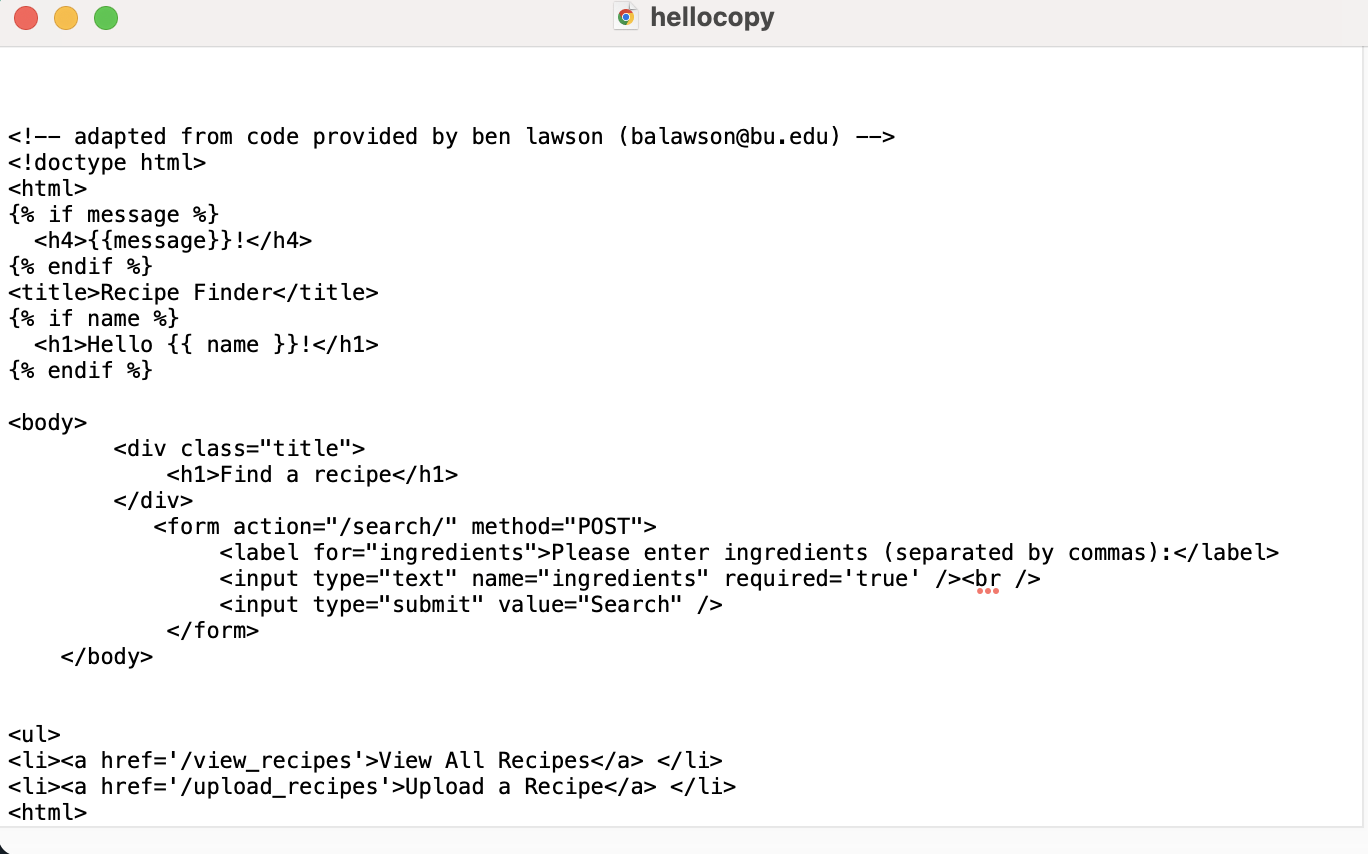 hellocopy
<!-- adapted from code provided by ben lawson (balawson@bu.edu) -->
<!doctype html>
<html>
{% if message %}
  <h4>{{message}}!</h4>
{% endif %}
<title>Recipe Finder</title>
{% if name %}
  <h1>Hello {{ name }}!</h1>
{% endif %}
<body>
        <div class="title">
            <h1>Find a recipe</h1>
        </div>
           <form action="/search/" method="POST">
                <label for="ingredients">Please enter ingredients (separated by commas):</label>
                <input type="text" name="ingredients" required='true' /><br />
                <input type="submit" value="Search" />
            </form>
    </body>
<ul>
<li><a href='/view_recipes'>View All Recipes</a> </li>
<li><a href='/upload_recipes'>Upload a Recipe</a> </li>
<html>